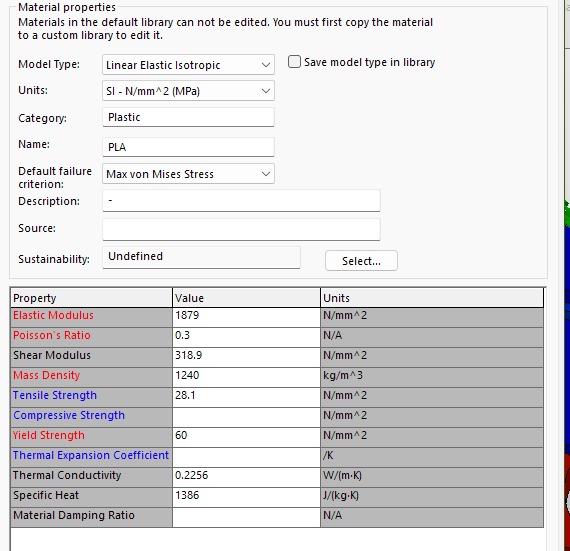 Material properties
Materials in the default library can not be edited. You must first copy the material
to a custom library to edit it.
Model Type: Linear Elastic Isotropic Save model type in library
Units: SI - N/mm^2 (MPa)
Category: Plastic
Name: PLA
Default failure
criterion: Max von Mises Stress
Description: -
Source:
Sustainability: Undefined Select...
Property Value Units
Elastic Modulus 1879 N/mm^2
Poisson's Ratio 0.3 N/A
Shear Modulus 318.9 N/mm^2
Mass Density 1240 kg/m^3
Tensile Strength 28.1 N/mm^2
Compressive Strength N/mm^2
Yield Strength 60 N/mm^2
Thermal Expansion Coefficient /K
Thermal Conductivity 0.2256 W/(m·K)
Specific Heat 1386 J/(kg·K)
Material Damping Ratio N/A